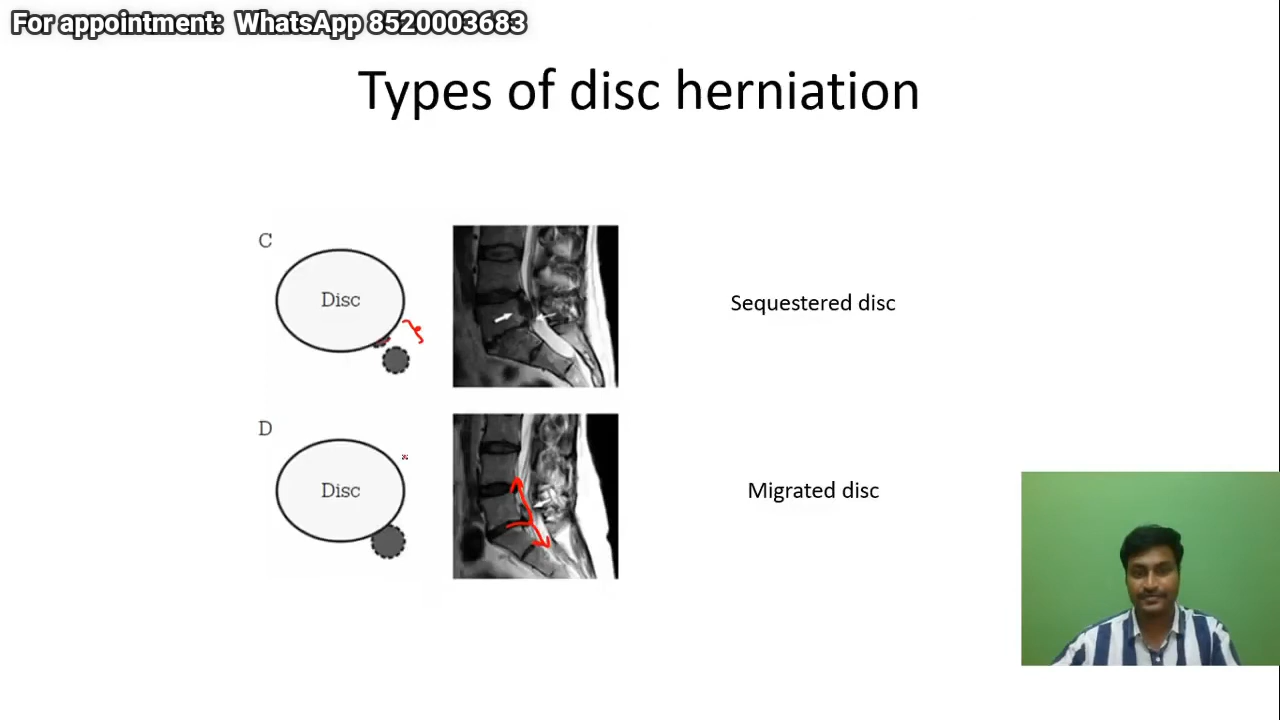 For appointment: WhatsApp 8520003683
Types of disc herniation
C
Disc
Sequestered disc
D
Disc
Migrated disc